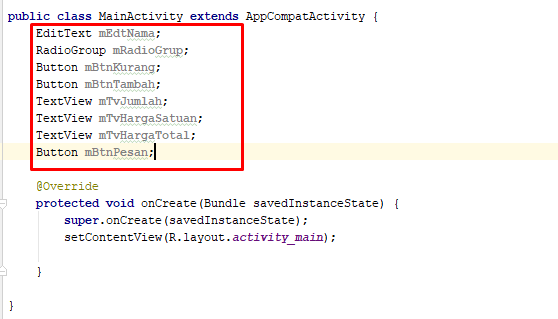 public class MainActivity extends AppCompatActivity {
EditText mEdtNama;
RadioGroup mRadioGrup;
Button mBtnKurang;
Button mBtnTambah;
TextView mTvJumlah;
TextView mTvHargaSatuan;
TextView mTvHargaTotal;
Button mBtnPesan;
@Override
protected void onCreate(Bundle savedInstanceState) {
super.onCreate(savedInstanceState);
setContentView(R.layout.activity_main);
}
}